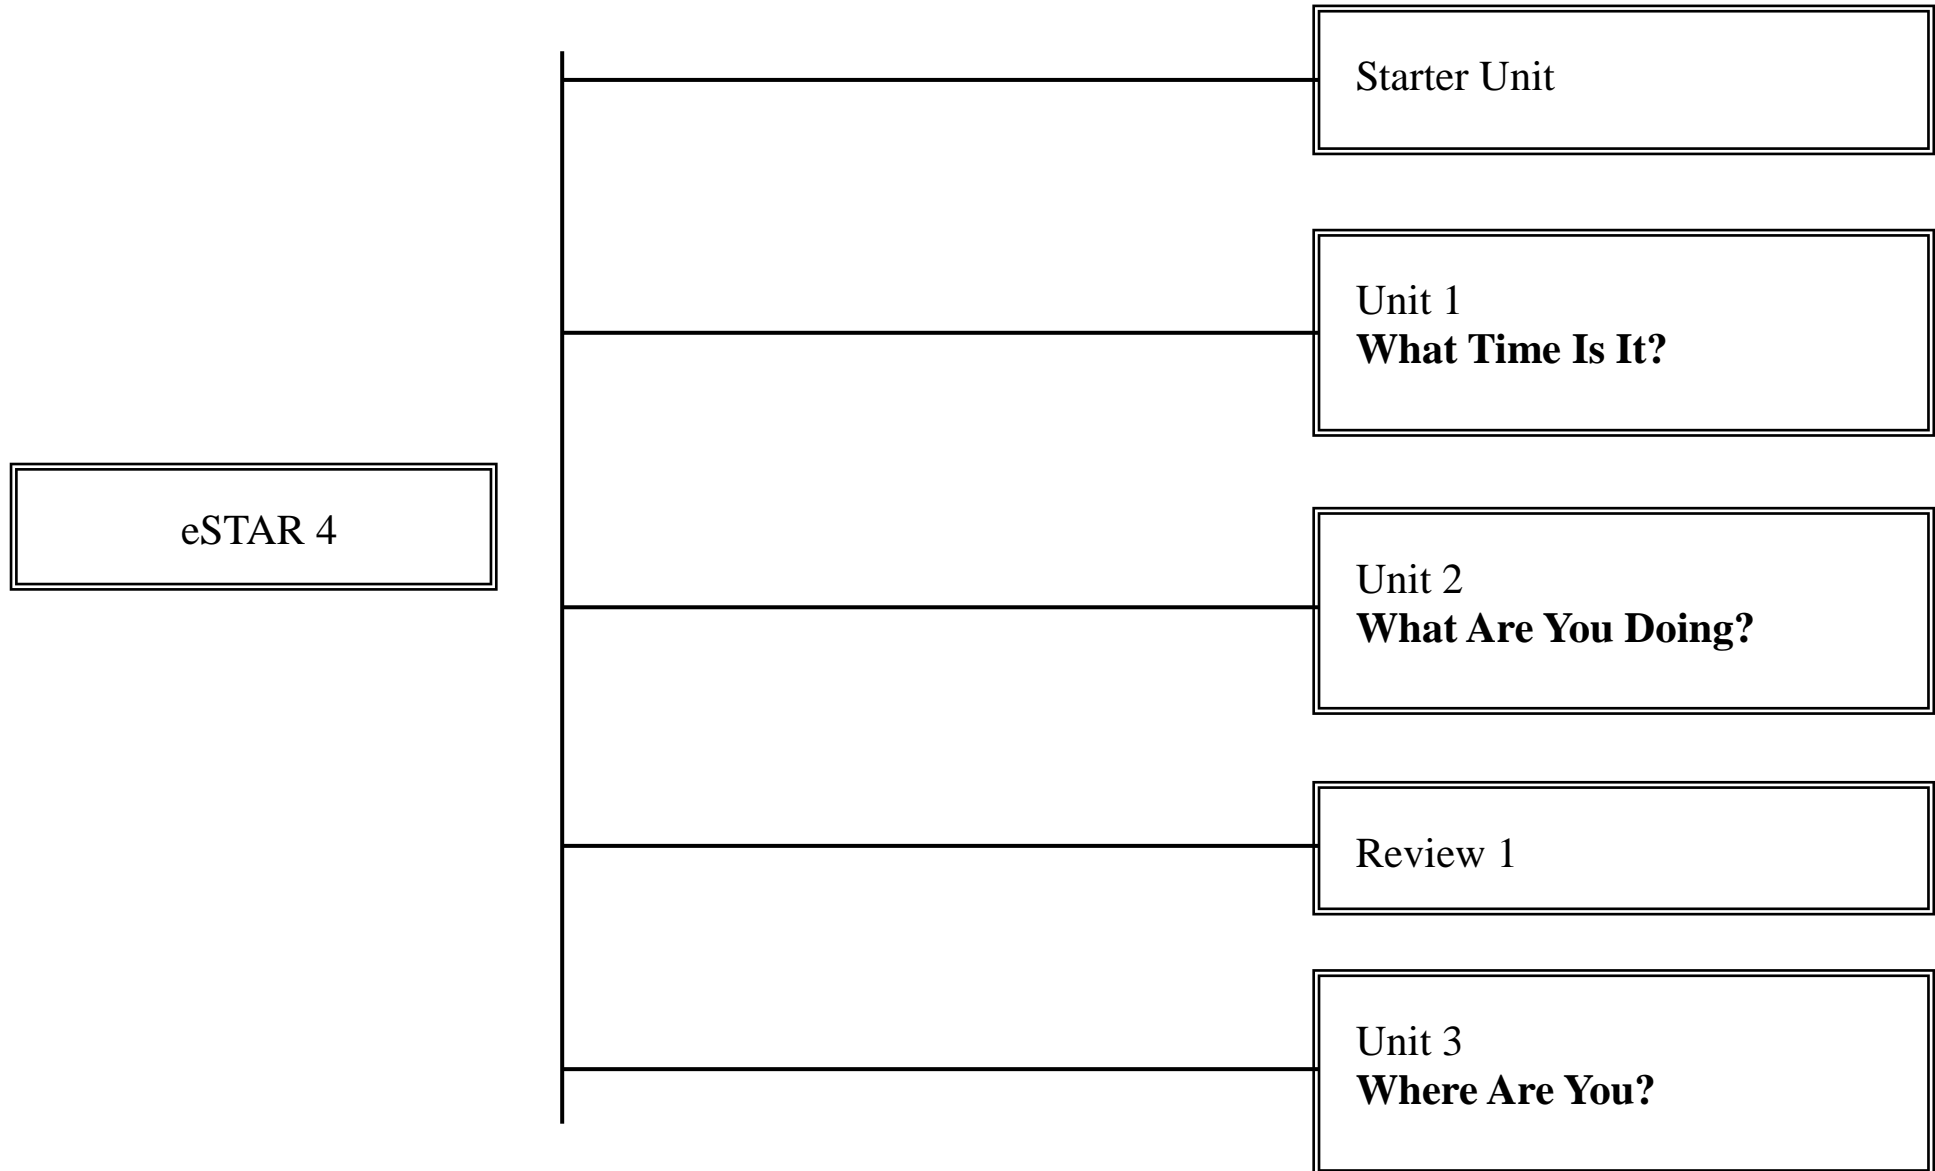 eSTAR 4
Starter Unit
Unit 1
What Time Is It?
Unit 2
What Are You Doing?
Review 1
Unit 3
Where Are You?